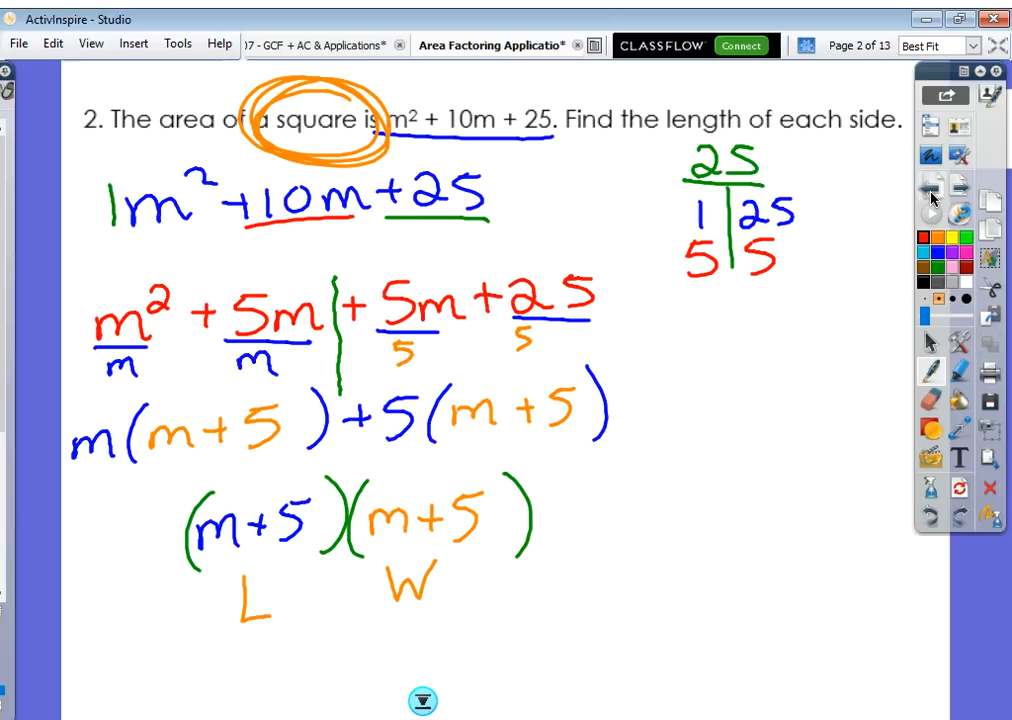 ActivInspire - Studio
File Edit View Insert Tools Help 07 - GCF + AC & Applications* Area Factoring Applicatio* CLASSFLOW Connect Page 2 of 13 Best Fit
2. The area of a square is m² + 10m + 25. Find the length of each side.
1m² + 10m + 25
25
1 | 25
5 | 5
m² + 5m | + 5m + 25
m m 5 5
m(m + 5) + 5(m + 5)
(m + 5)(m + 5)
L W
T